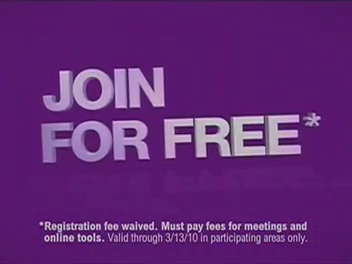 JOIN
FOR FREE*
*Registration fee waived. Must pay fees for meetings and
online tools. Valid through 3/13/10 in participating areas only.